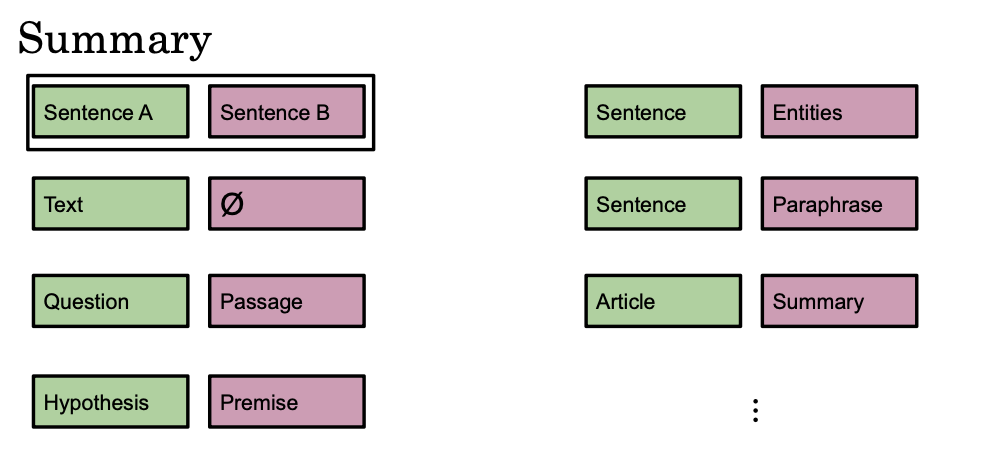 Summary
Sentence A Sentence B
Text Ø
Question Passage
Hypothesis Premise
Sentence Entities
Sentence Paraphrase
Article Summary
⋮